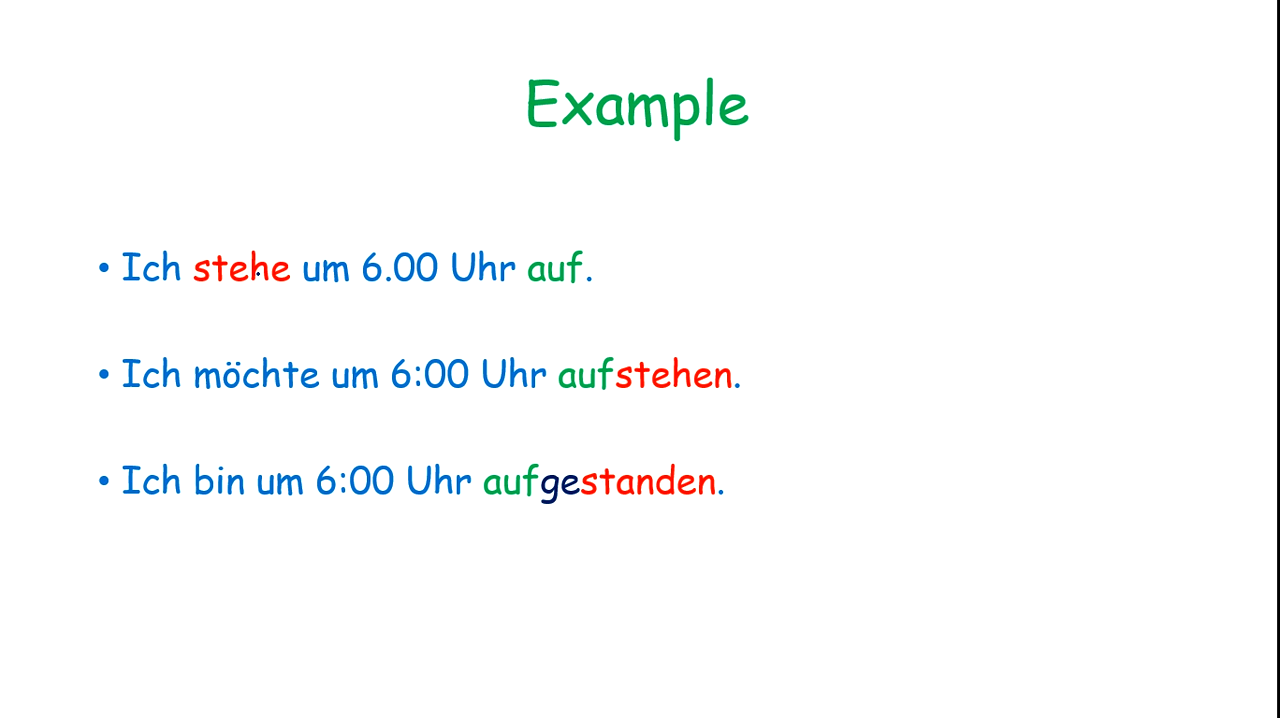 Example
• Ich stehe um 6.00 Uhr auf.
• Ich möchte um 6:00 Uhr aufstehen.
• Ich bin um 6:00 Uhr aufgestanden.